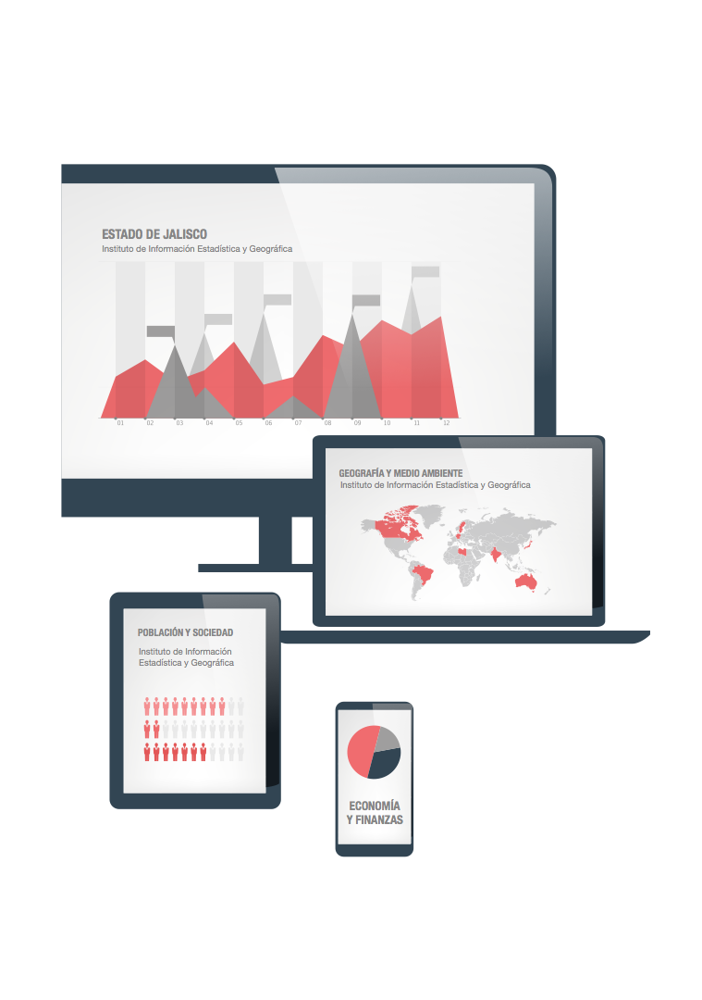 ESTADO DE JALISCO
Instituto de Información Estadística y Geográfica
01 02 03 04 05 06 07 08 09 10 11 12
GEOGRAFÍA Y MEDIO AMBIENTE
Instituto de Información Estadística y Geográfica
POBLACIÓN Y SOCIEDAD
Instituto de Información
Estadística y Geográfica
ECONOMÍA
Y FINANZAS